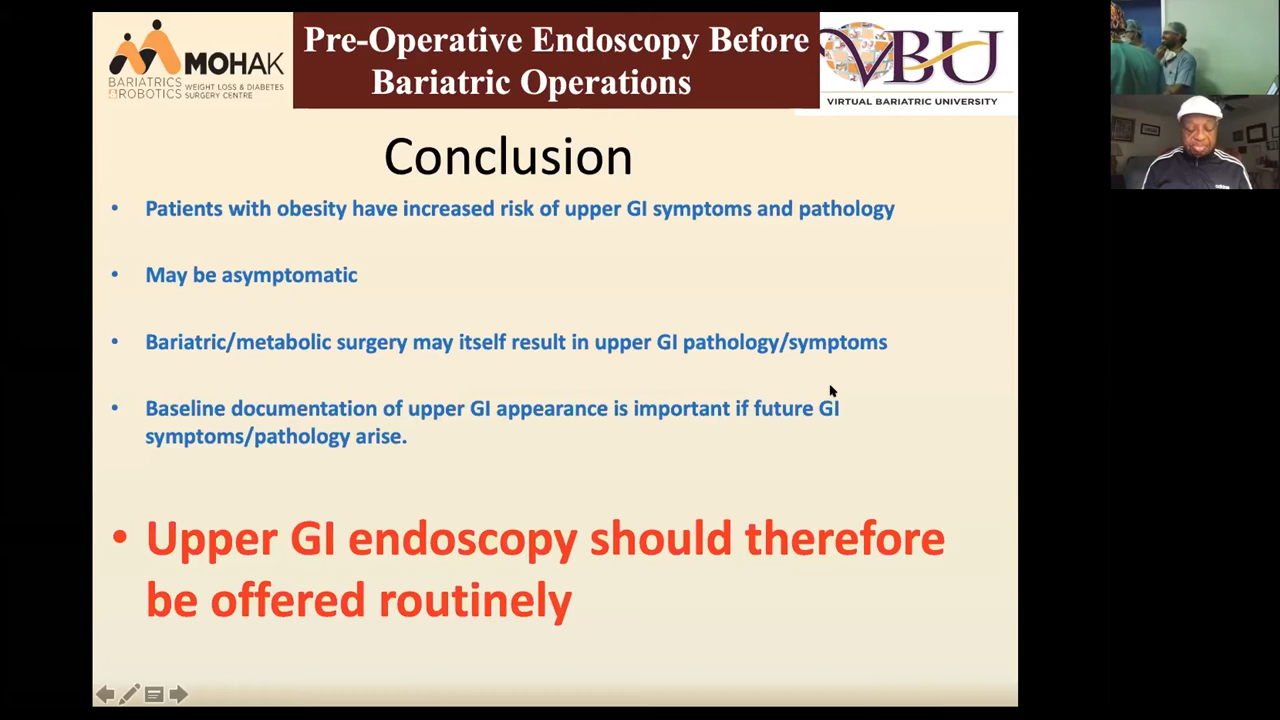 MOHAK
BARIATRICS
& ROBOTICS
WEIGHT LOSS & DIABETES
SURGERY CENTRE
Pre-Operative Endoscopy Before
Bariatric Operations
VBU
VIRTUAL BARIATRIC UNIVERSITY
Conclusion
• Patients with obesity have increased risk of upper GI symptoms and pathology
• May be asymptomatic
• Bariatric/metabolic surgery may itself result in upper GI pathology/symptoms
• Baseline documentation of upper GI appearance is important if future GI
symptoms/pathology arise.
• Upper GI endoscopy should therefore
be offered routinely